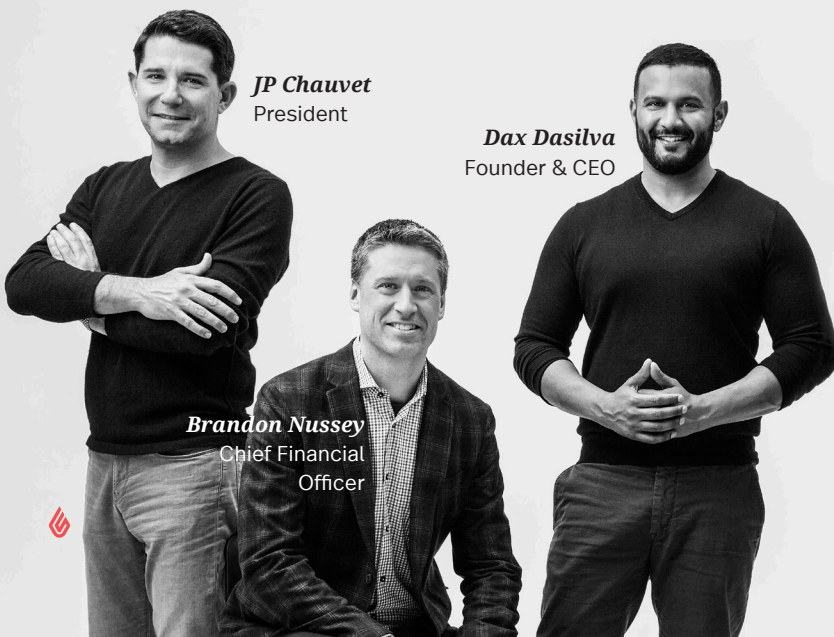 JP Chauvet
President
Dax Dasilva
Founder & CEO
Brandon Nussey
Chief Financial
Officer